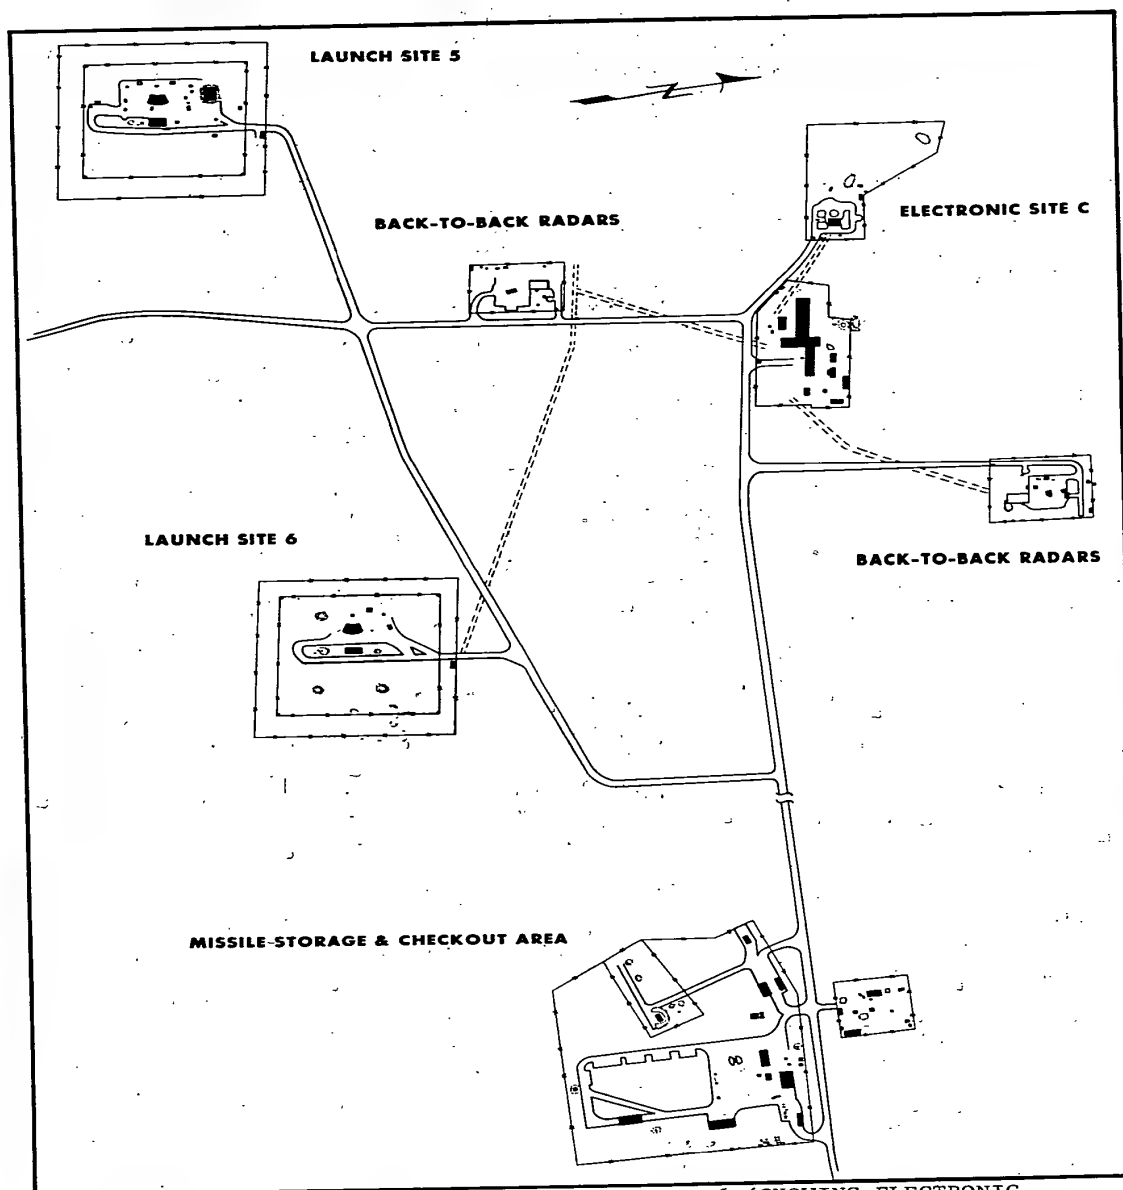 LAUNCH SITE 5
N
BACK-TO-BACK RADARS
ELECTRONIC SITE C
LAUNCH SITE 6
BACK-TO-BACK RADARS
MISSILE STORAGE & CHECKOUT AREA
ELECTRONIC